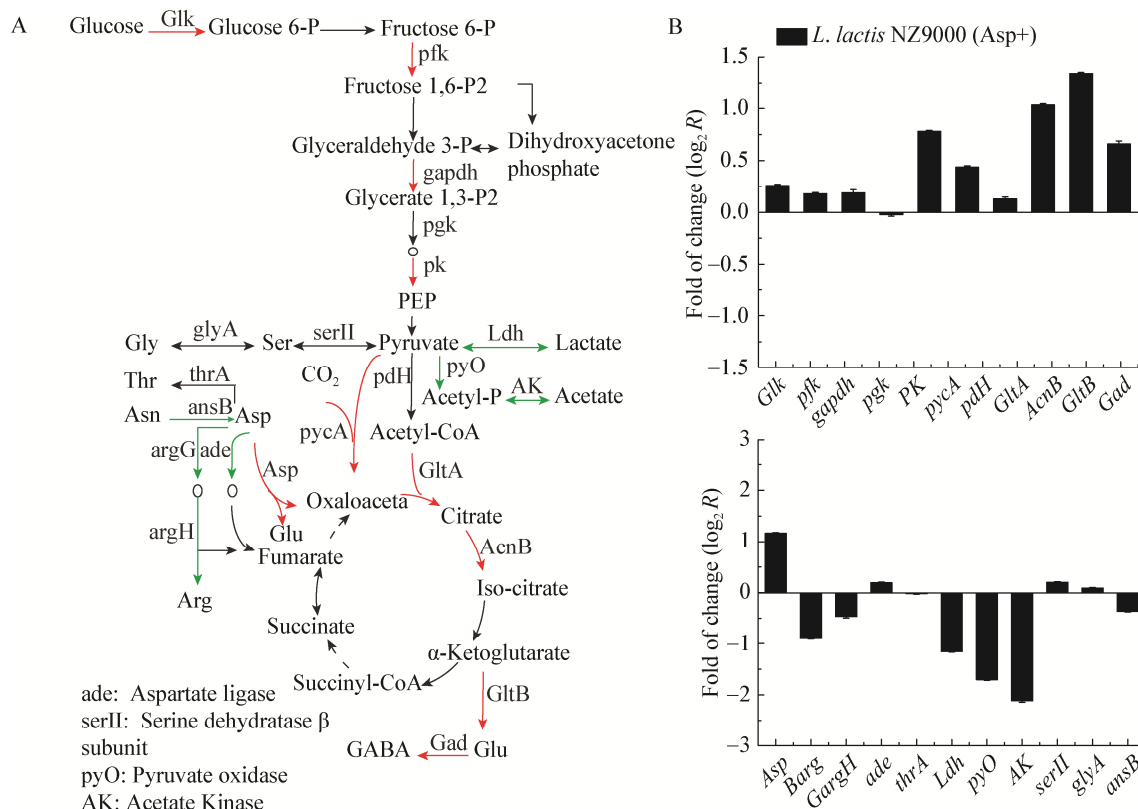 A
Glucose
Glk
Glucose 6-P
Fructose 6-P
pfk
Fructose 1,6-P2
Glyceraldehyde 3-P
Dihydroxyacetone
phosphate
gapdh
Glycerate 1,3-P2
pgk
pk
PEP
Gly
glyA
Ser
serII
Pyruvate
Ldh
Lactate
Thr
thrA
CO2
pdH
pyO
Acetyl-P
AK
Acetate
Asn
ansB
Asp
pycA
Acetyl-CoA
argG
ade
Asp
GltA
Oxaloaceta
Citrate
Glu
argH
Fumarate
AcnB
Iso-citrate
Arg
Succinate
α-Ketoglutarate
Succinyl-CoA
GltB
GABA
Gad
Glu
ade: Aspartate ligase
serII: Serine dehydratase β
subunit
pyO: Pyruvate oxidase
AK: Acetate Kinase
B
L. lactis NZ9000 (Asp+)
Fold of change (log2 R)
1.5
1.0
0.5
0.0
−0.5
−1.0
−1.5
Glk pfk gapdh pgk PK pycA pdH GltA AcnB GltB Gad
Fold of change (log2 R)
3
2
1
0
−1
−2
−3
Asp Barg GargH ade thrA Ldh pyO AK serII glyA ansB